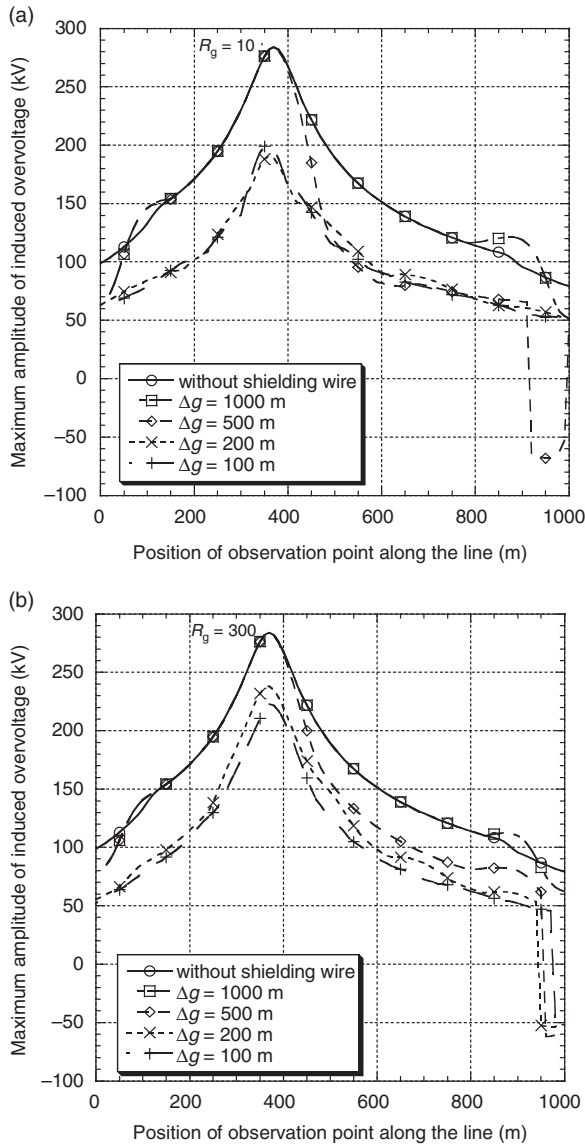 (a)
300
250
200
150
100
50
0
−50
−100
Maximum amplitude of induced overvoltage (kV)
Rg = 10
without shielding wire
Δg = 1000 m
Δg = 500 m
Δg = 200 m
Δg = 100 m
0 200 400 600 800 1000
Position of observation point along the line (m)
(b)
300
250
200
150
100
50
0
−50
−100
Maximum amplitude of induced overvoltage (kV)
Rg = 300
without shielding wire
Δg = 1000 m
Δg = 500 m
Δg = 200 m
Δg = 100 m
0 200 400 600 800 1000
Position of observation point along the line (m)